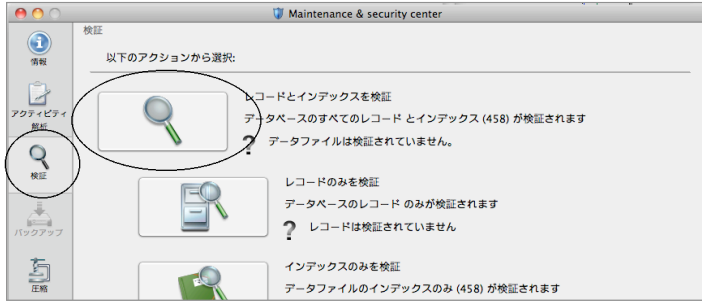 Maintenance & security center
検証
情報
以下のアクションから選択:
アクティビティ
解析
検証
バックアップ
圧縮
レコードとインデックスを検証
データベースのすべてのレコード とインデックス (458) が検証されます
? データファイルは検証されていません。
レコードのみを検証
データベースのレコード のみが検証されます
? レコードは検証されていません
インデックスのみを検証
データファイルのインデックスのみ (458) が検証されます